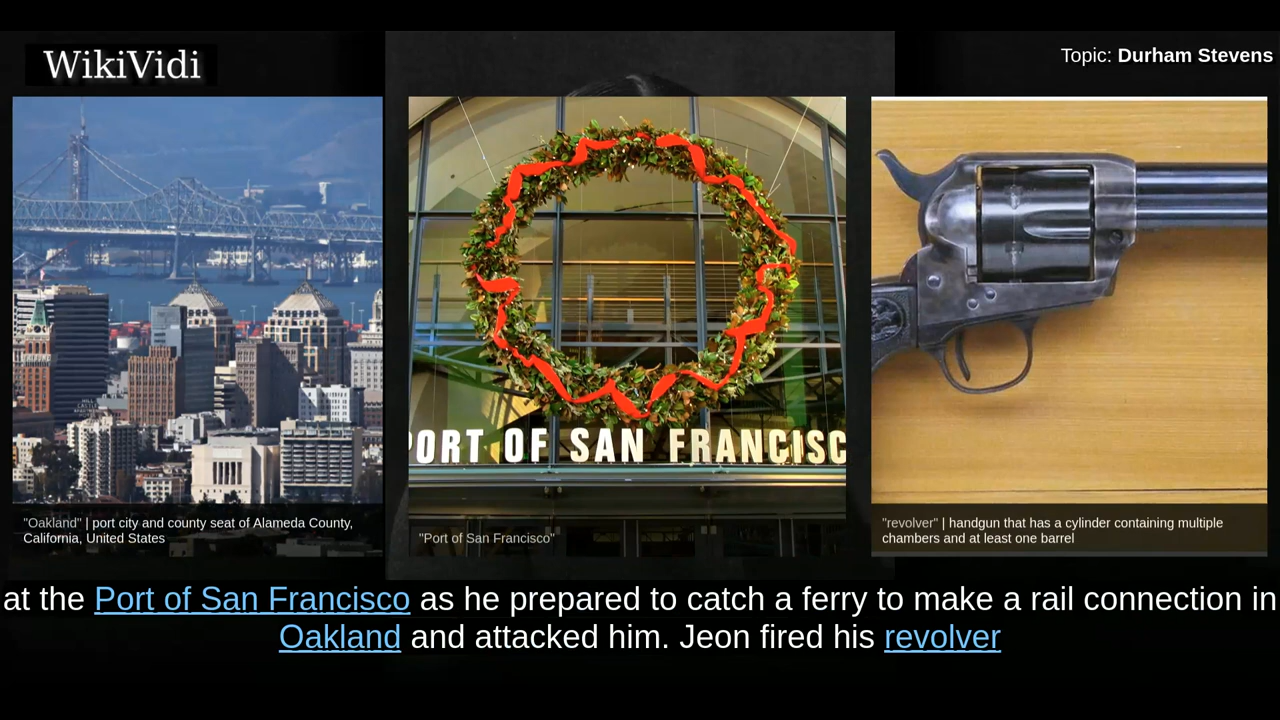 WikiVidi
Topic: Durham Stevens
HILL
CASTLE
PORT OF SAN FRANCISC
"Oakland" | port city and county seat of Alameda County,
California, United States
"Port of San Francisco"
"revolver" | handgun that has a cylinder containing multiple
chambers and at least one barrel
at the Port of San Francisco as he prepared to catch a ferry to make a rail connection in
Oakland and attacked him. Jeon fired his revolver